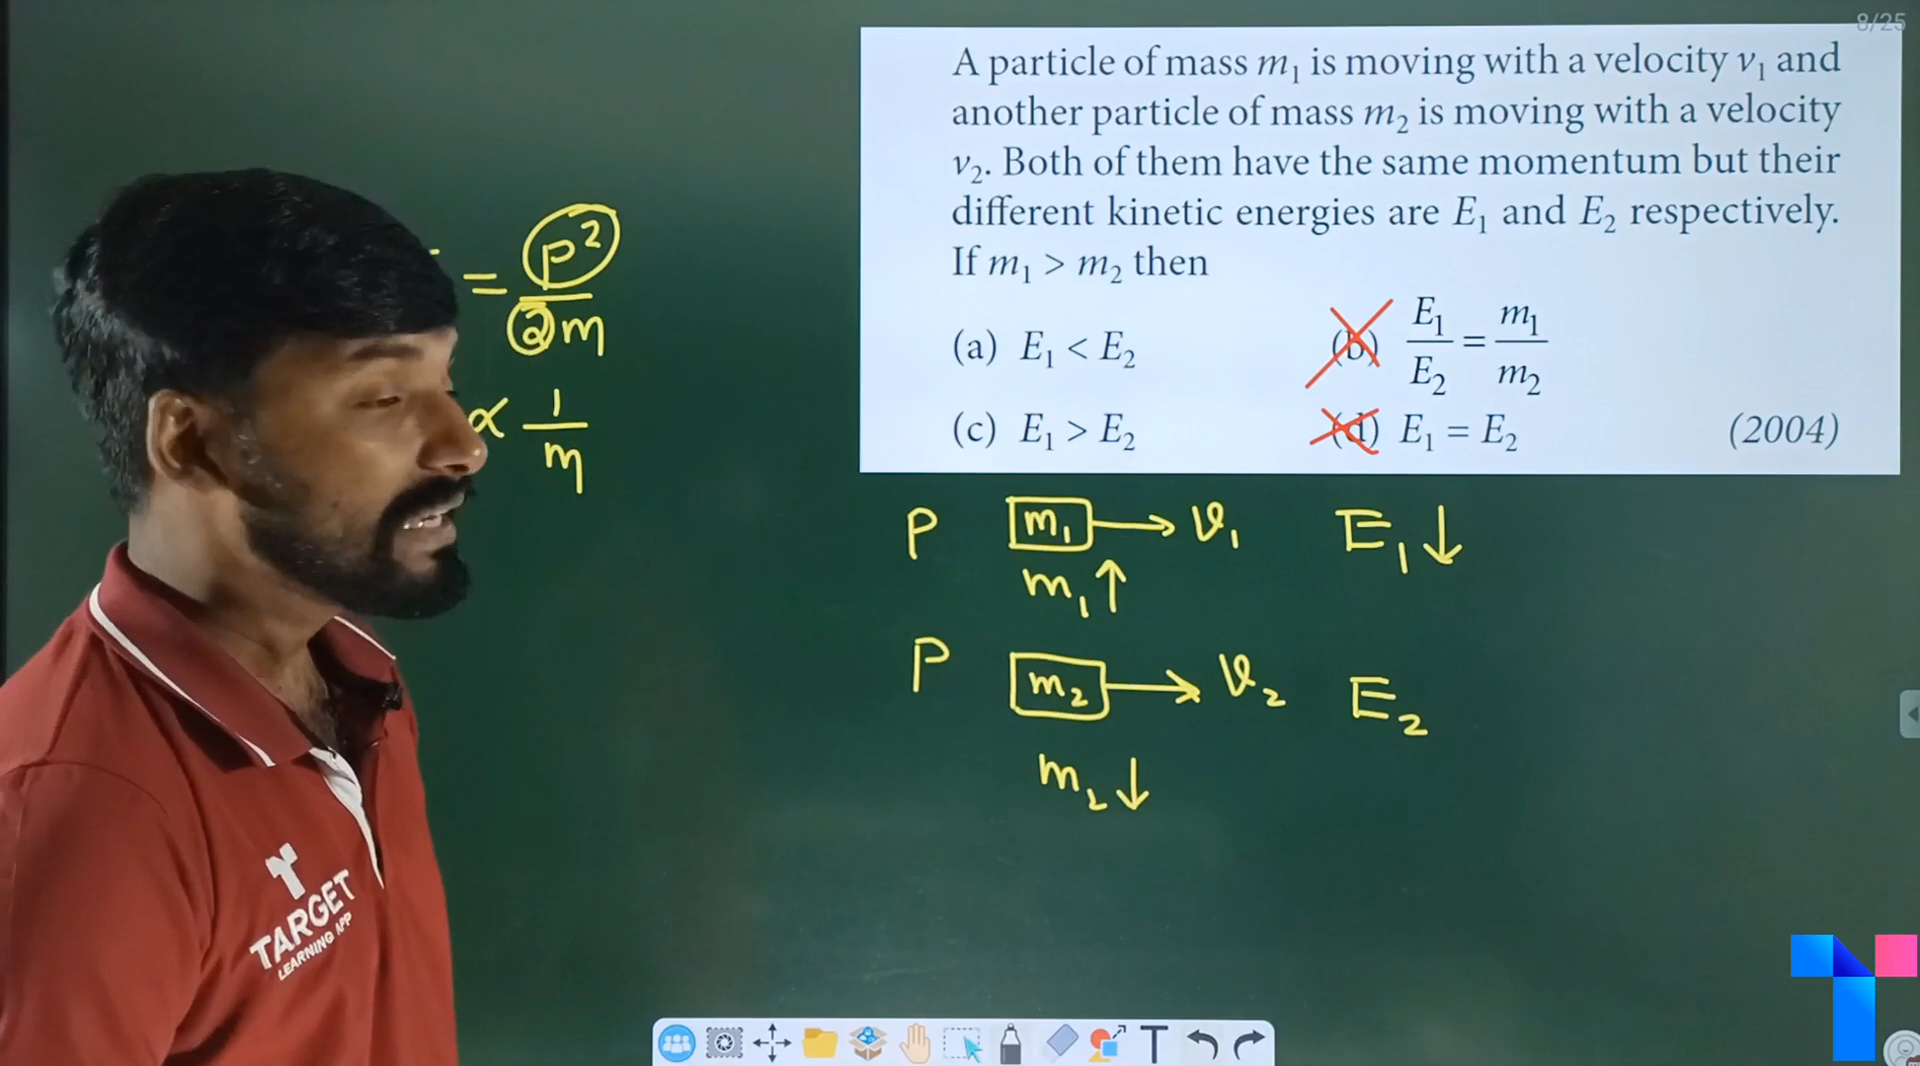 8/25
A particle of mass m₁ is moving with a velocity v₁ and
another particle of mass m₂ is moving with a velocity
v₂. Both of them have the same momentum but their
different kinetic energies are E₁ and E₂ respectively.
If m₁ > m₂ then
(a) E₁ < E₂ (b) E₁/E₂ = m₁/m₂
(c) E₁ > E₂ (d) E₁ = E₂ (2004)
= P²/2m
∝ 1/m
P m₁ → v₁ E₁ ↓
m₁ ↑
P m₂ → v₂ E₂
m₂ ↓
TARGET
LEARNING APP
T